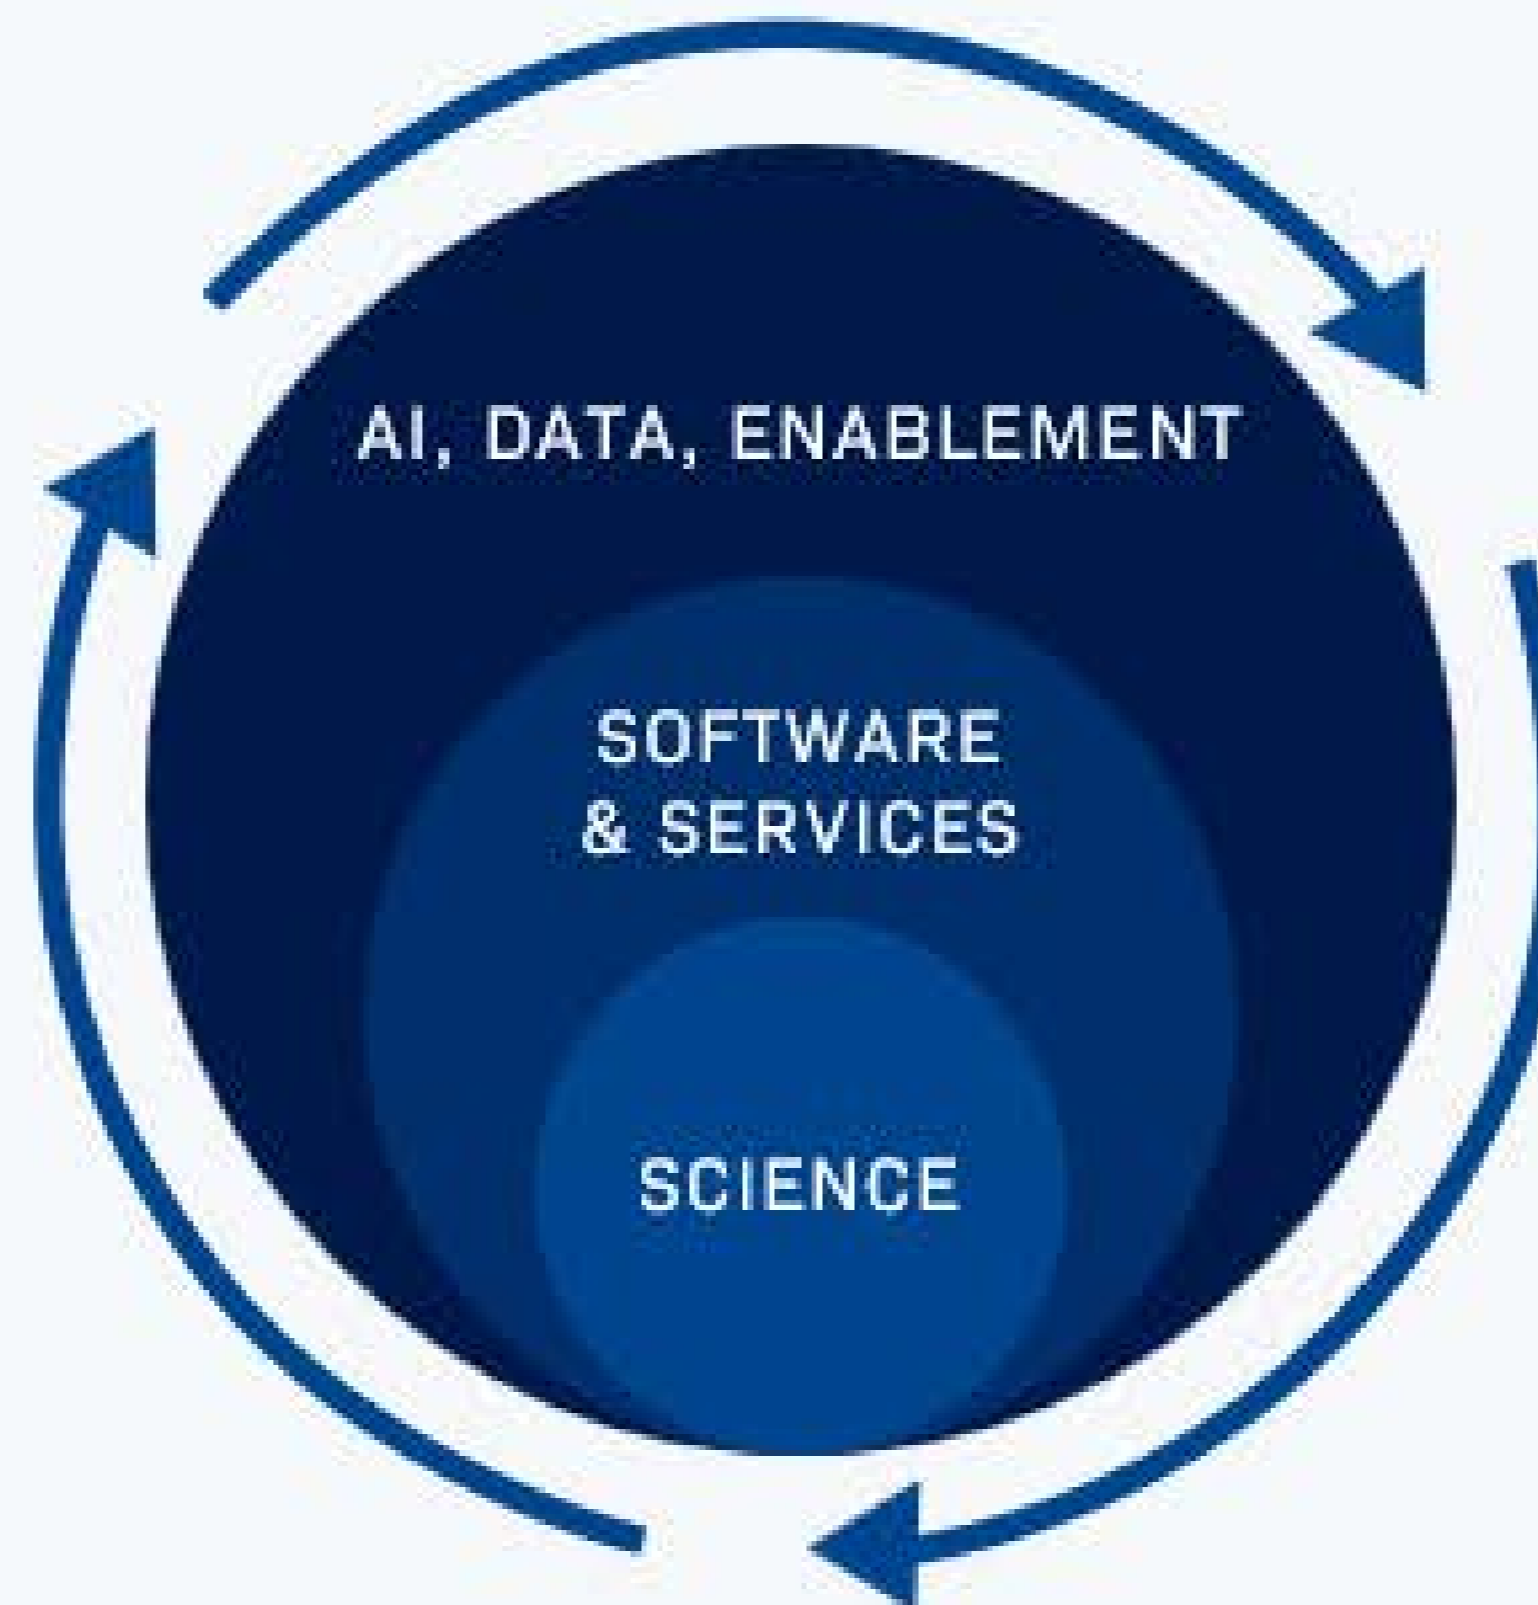 AI, DATA, ENABLEMENT
SOFTWARE
& SERVICES
SCIENCE